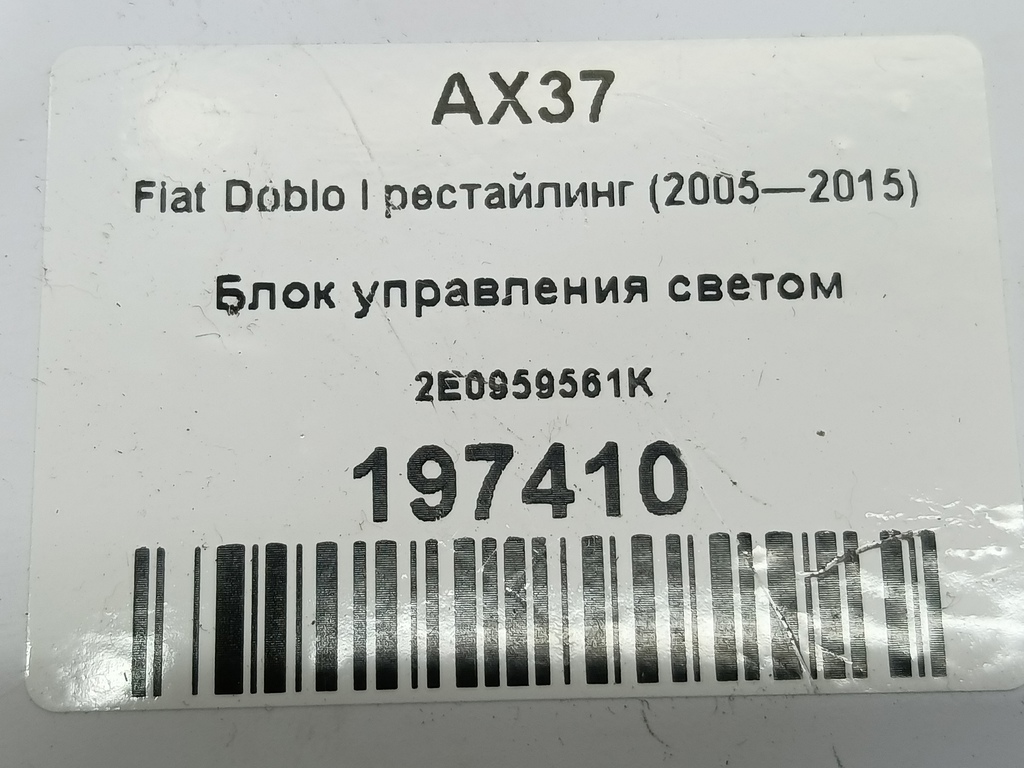 AX37
Fiat Doblo I рестайлинг (2005—2015)
Блок управления светом
2E0959561K
197410